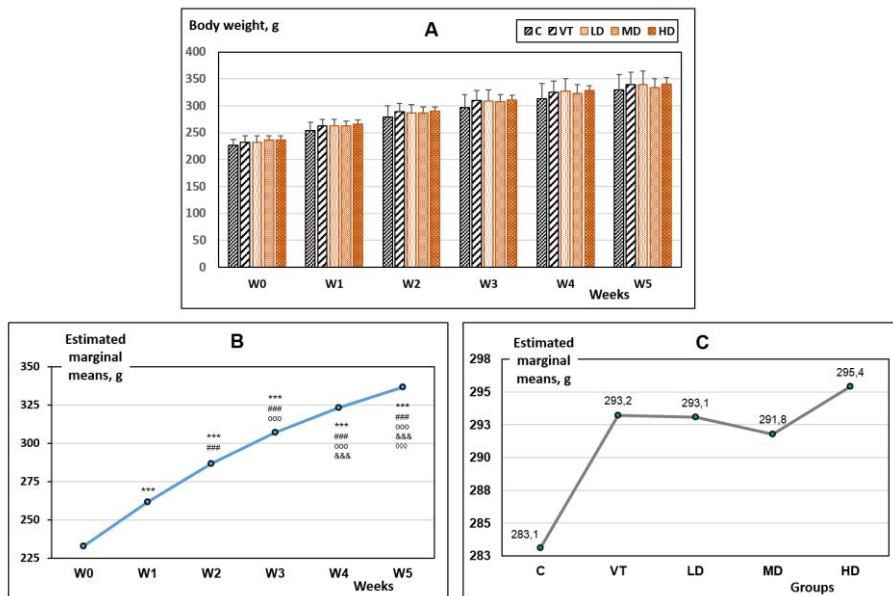 Body weight, g
A
C VT LD MD HD
400
350
300
250
200
150
100
50
0
W0 W1 W2 W3 W4 W5
Weeks
Estimated
marginal
means, g
B
350
325
300
275
250
225
***
***
###
***
###
ooo
***
###
ooo
&&&
***
###
ooo
&&&
◊◊◊
W0 W1 W2 W3 W4 W5
Weeks
Estimated
marginal
means, g
C
298
295
293
290
288
285
283
283,1
293,2
293,1
291,8
295,4
C VT LD MD HD
Groups